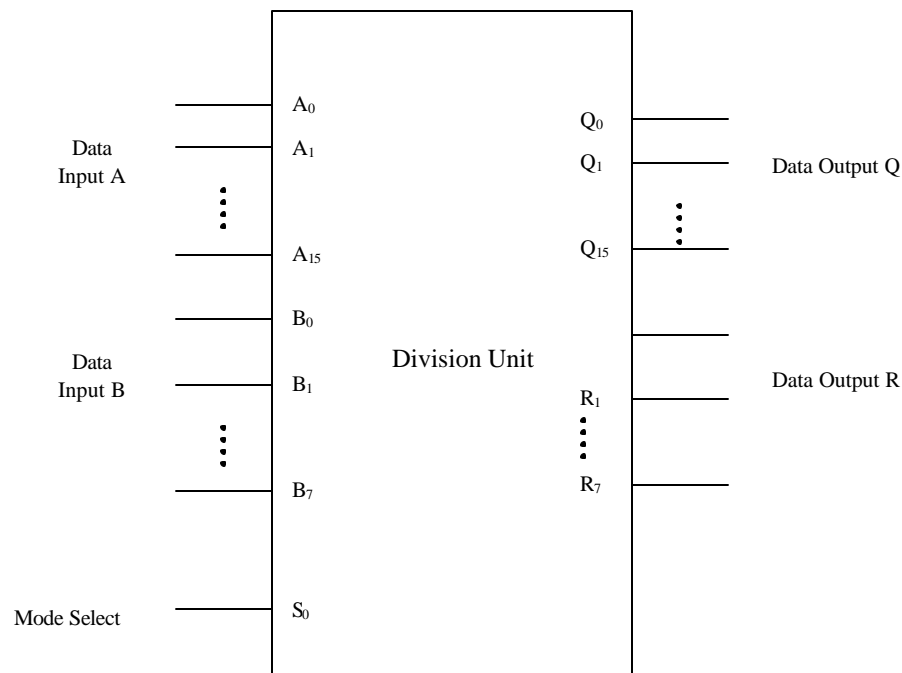 A₀
A₁
Data
Input A
A₁₅
B₀
Data
Input B
B₁
B₇
Mode Select
S₀
Division Unit
Q₀
Q₁
Data Output Q
Q₁₅
R₁
Data Output R
R₇